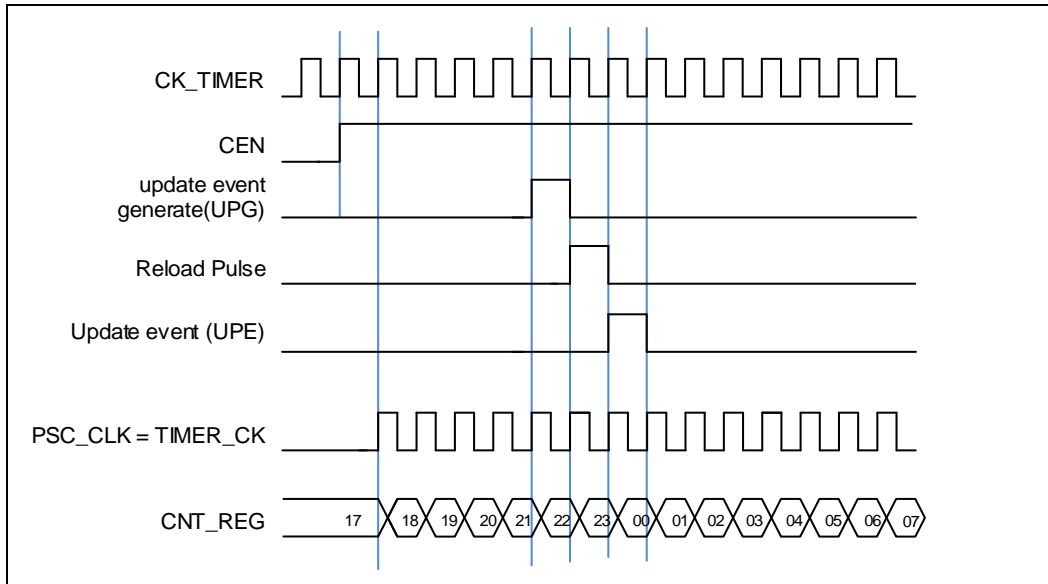 CK_TIMER
CEN
update event
generate(UPG)
Reload Pulse
Update event (UPE)
PSC_CLK = TIMER_CK
CNT_REG 17 18 19 20 21 22 23 00 01 02 03 04 05 06 07